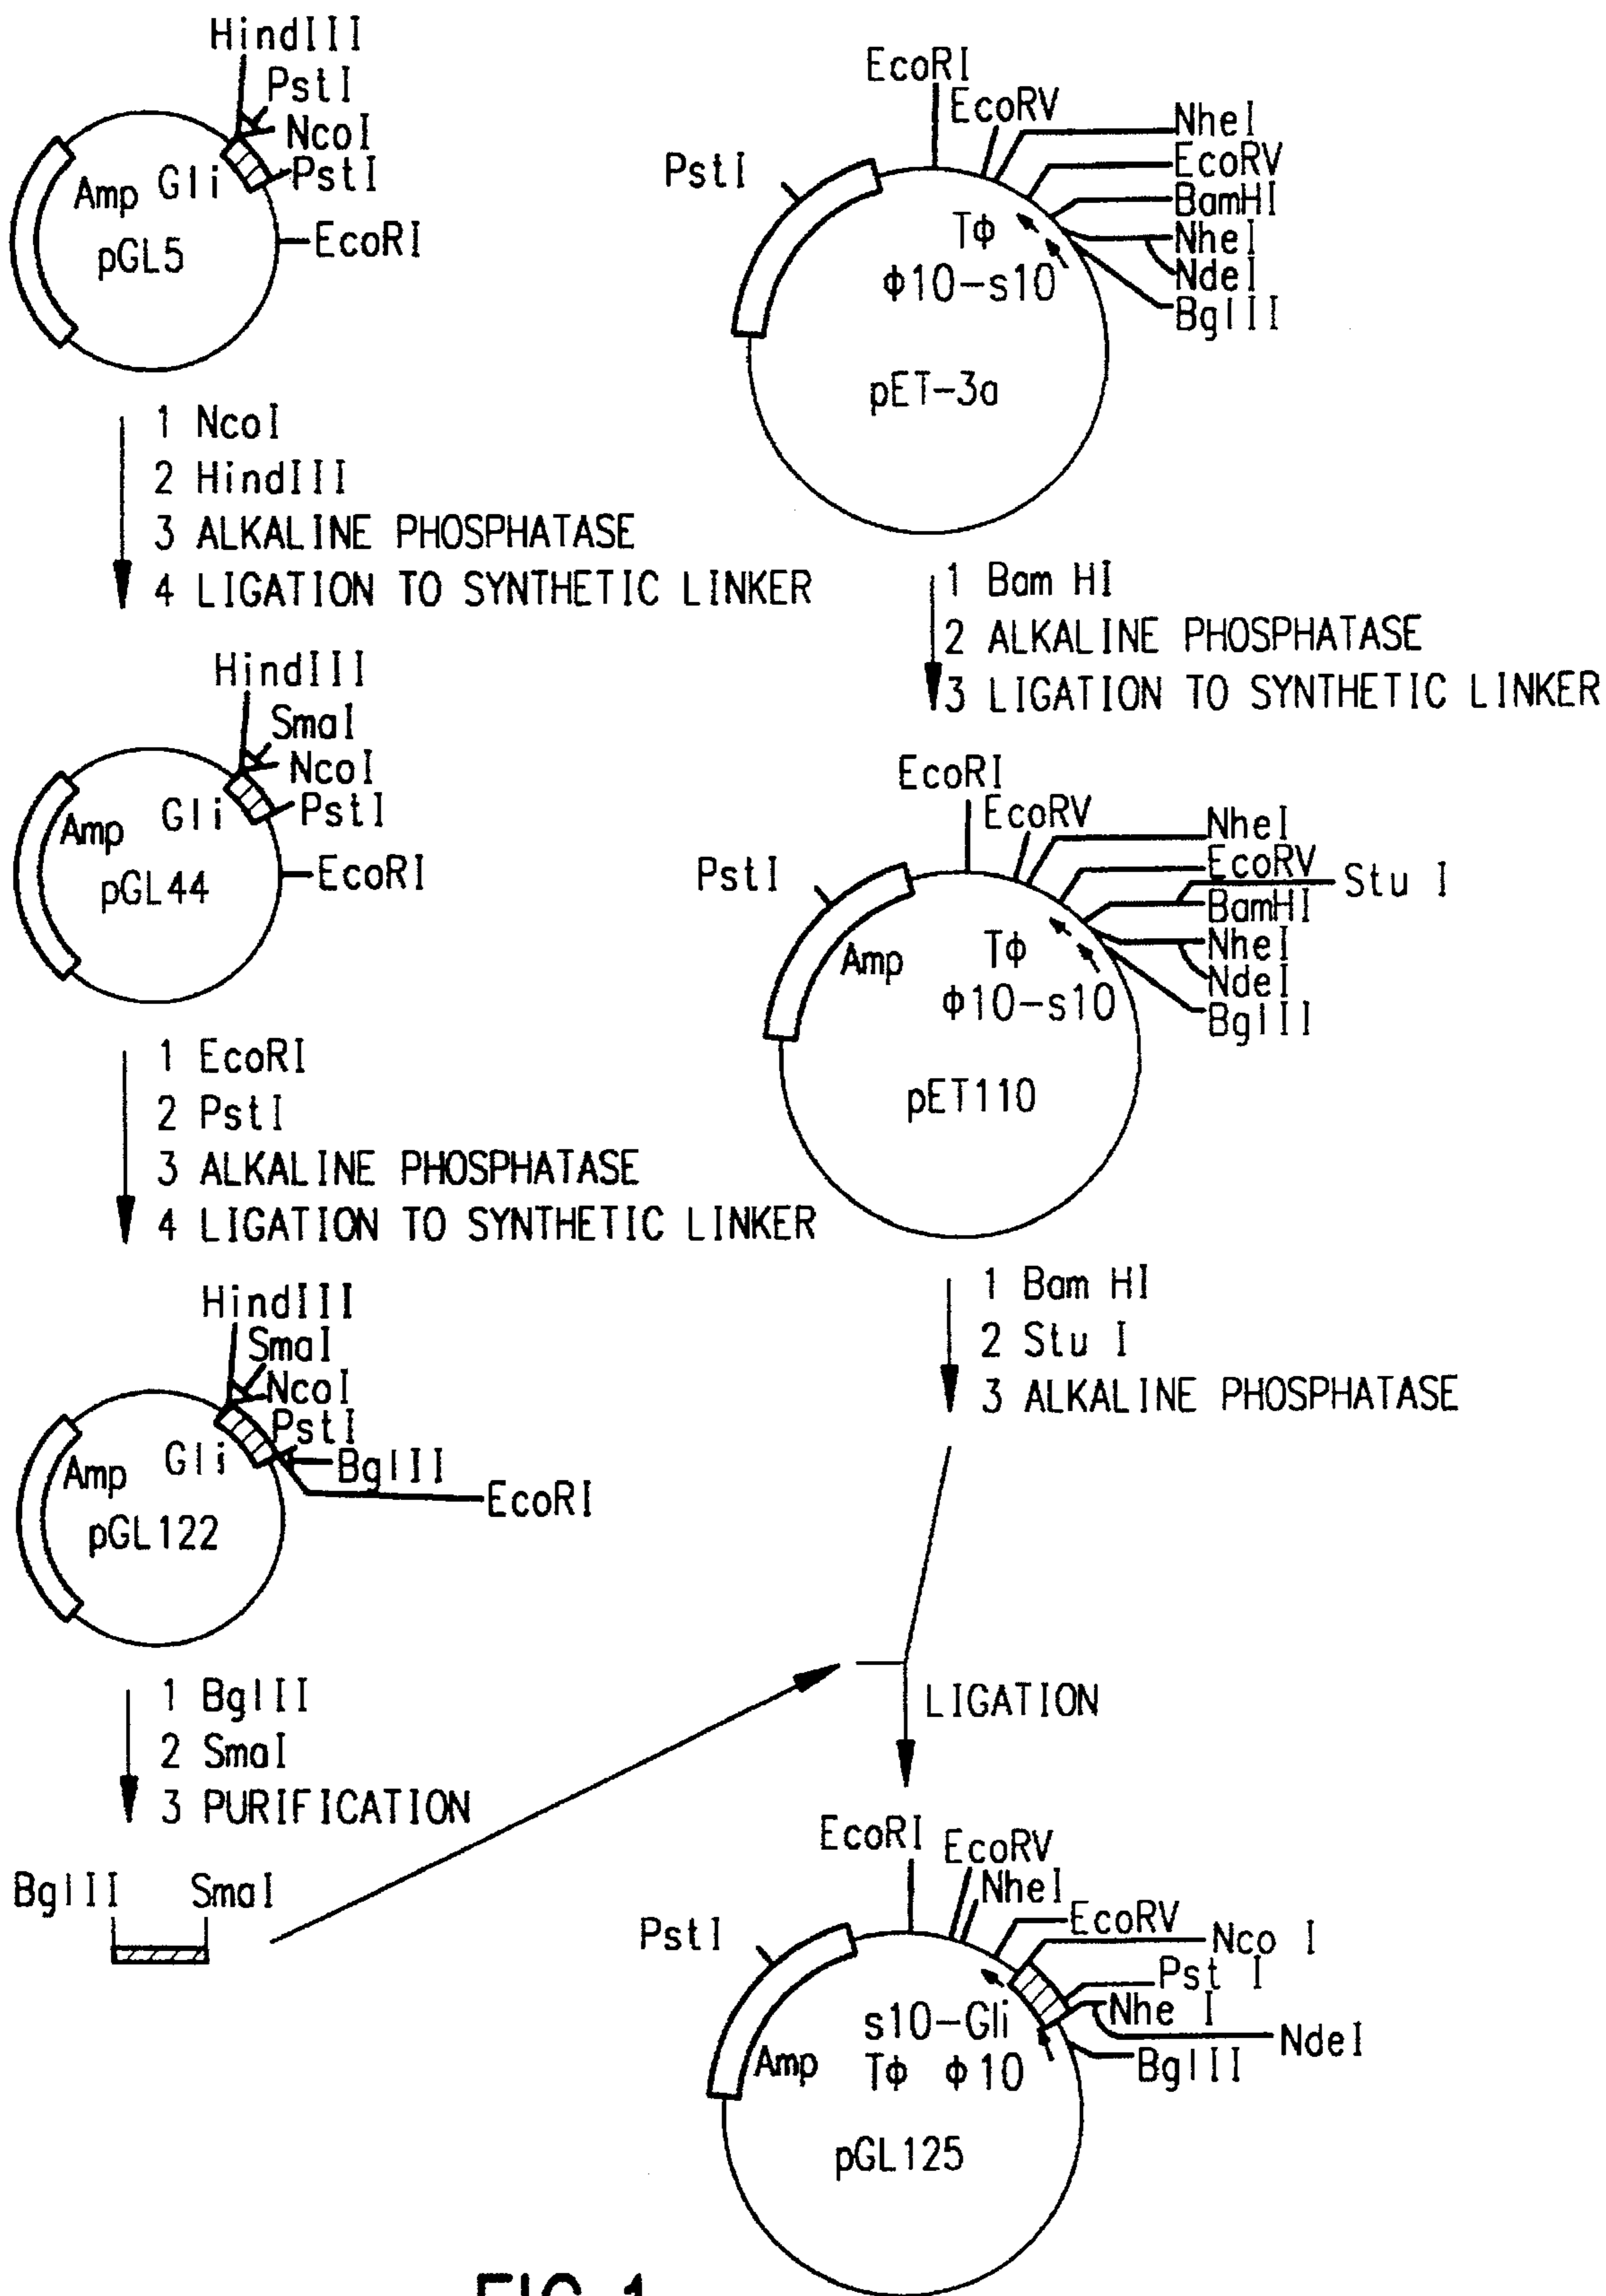 HindIII
PstI
NcoI
PstI
EcoRI
Amp
Gli
pGL5
1 NcoI
2 HindIII
3 ALKALINE PHOSPHATASE
4 LIGATION TO SYNTHETIC LINKER
HindIII
SmaI
NcoI
PstI
EcoRI
Amp
Gli
pGL44
1 EcoRI
2 PstI
3 ALKALINE PHOSPHATASE
4 LIGATION TO SYNTHETIC LINKER
HindIII
SmaI
NcoI
PstI
BglII
EcoRI
Amp
Gli
pGL122
1 BglII
2 SmaI
3 PURIFICATION
BglII
SmaI
EcoRI
EcoRV
NheI
EcoRV
BamHI
NheI
NdeI
BglII
PstI
TΦ
Φ10-s10
pET-3a
1 Bam HI
2 ALKALINE PHOSPHATASE
3 LIGATION TO SYNTHETIC LINKER
EcoRI
EcoRV
NheI
EcoRV
Stu I
BamHI
NheI
NdeI
BglII
PstI
Amp
TΦ
Φ10-s10
pET110
1 Bam HI
2 Stu I
3 ALKALINE PHOSPHATASE
LIGATION
EcoRI
EcoRV
NheI
EcoRV
Nco I
Pst I
Nhe I
NdeI
BglII
PstI
Amp
s10-Gli
TΦ Φ10
pGL125
FIG. 1